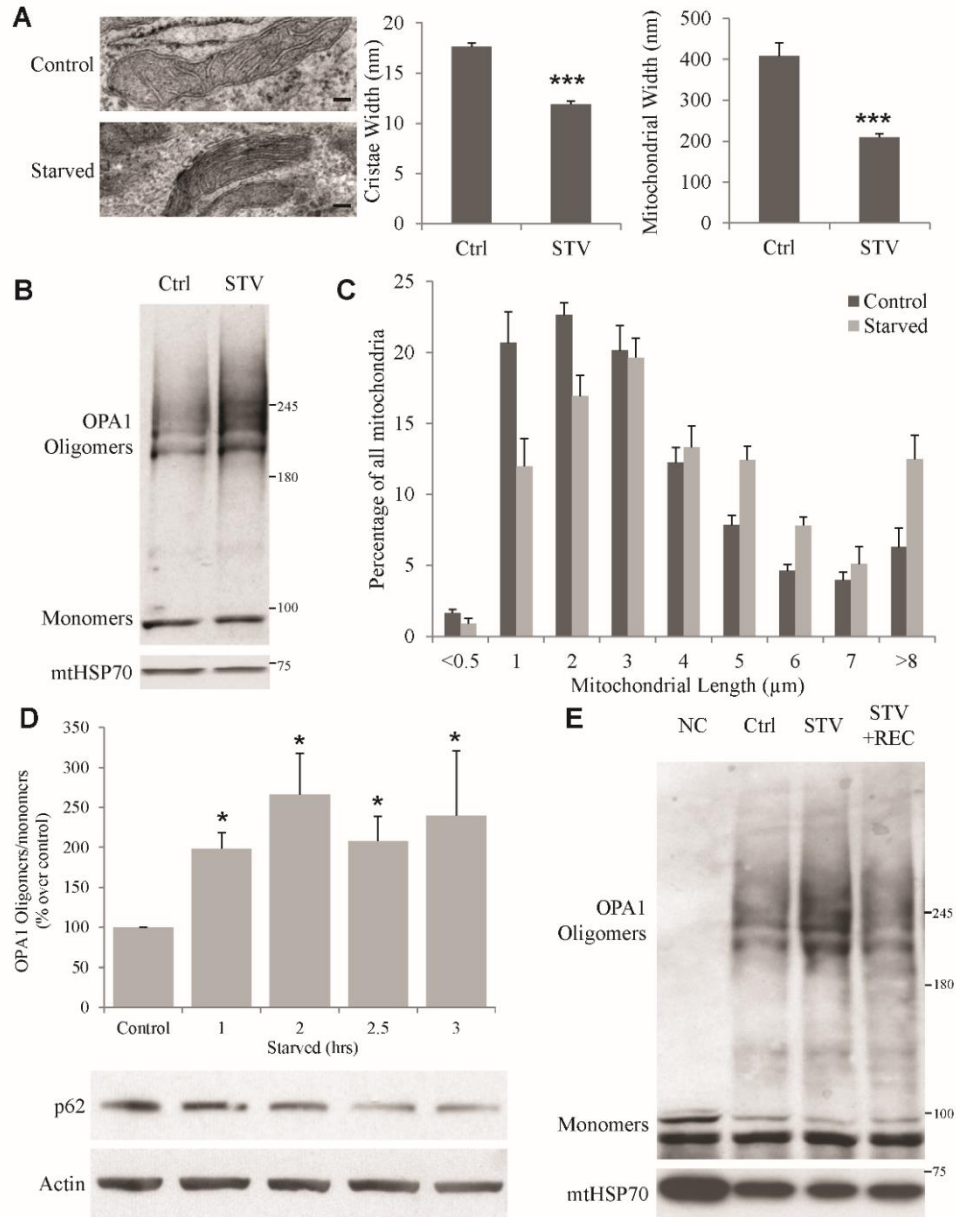 A
Control
Starved
Cristae Width (nm)
20
15
10
5
0
***
Ctrl
STV
Mitochondrial Width (nm)
500
400
300
200
100
0
***
Ctrl
STV
B
Ctrl
STV
OPA1
Oligomers
245
180
Monomers
100
mtHSP70
75
C
Percentage of all mitochondria
25
20
15
10
5
0
Control
Starved
<0.5
1
2
3
4
5
6
7
>8
Mitochondrial Length (µm)
D
OPA1 Oligomers/monomers
(% over control)
350
300
250
200
150
100
50
0
*
*
*
*
Control
1
2
2.5
3
Starved (hrs)
p62
Actin
E
NC
Ctrl
STV
STV
+REC
OPA1
Oligomers
245
180
Monomers
100
75
mtHSP70